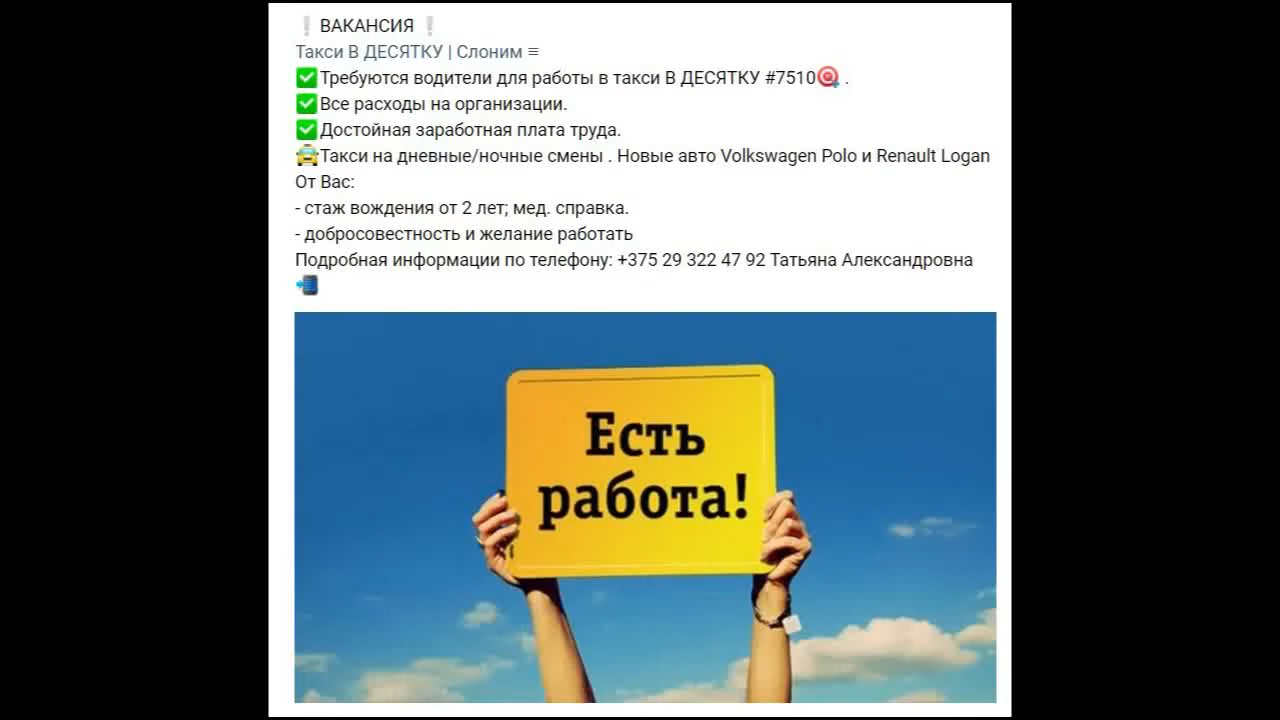 ❕ ВАКАНСИЯ ❕
Такси В ДЕСЯТКУ | Слоним ≡
✅Требуются водители для работы в такси В ДЕСЯТКУ #7510🎯 .
✅Все расходы на организации.
✅Достойная заработная плата труда.
🚖Такси на дневные/ночные смены . Новые авто Volkswagen Polo и Renault Logan
От Вас:
- стаж вождения от 2 лет; мед. справка.
- добросовестность и желание работать
Подробная информации по телефону: +375 29 322 47 92 Татьяна Александровна
📲
Есть
работа!